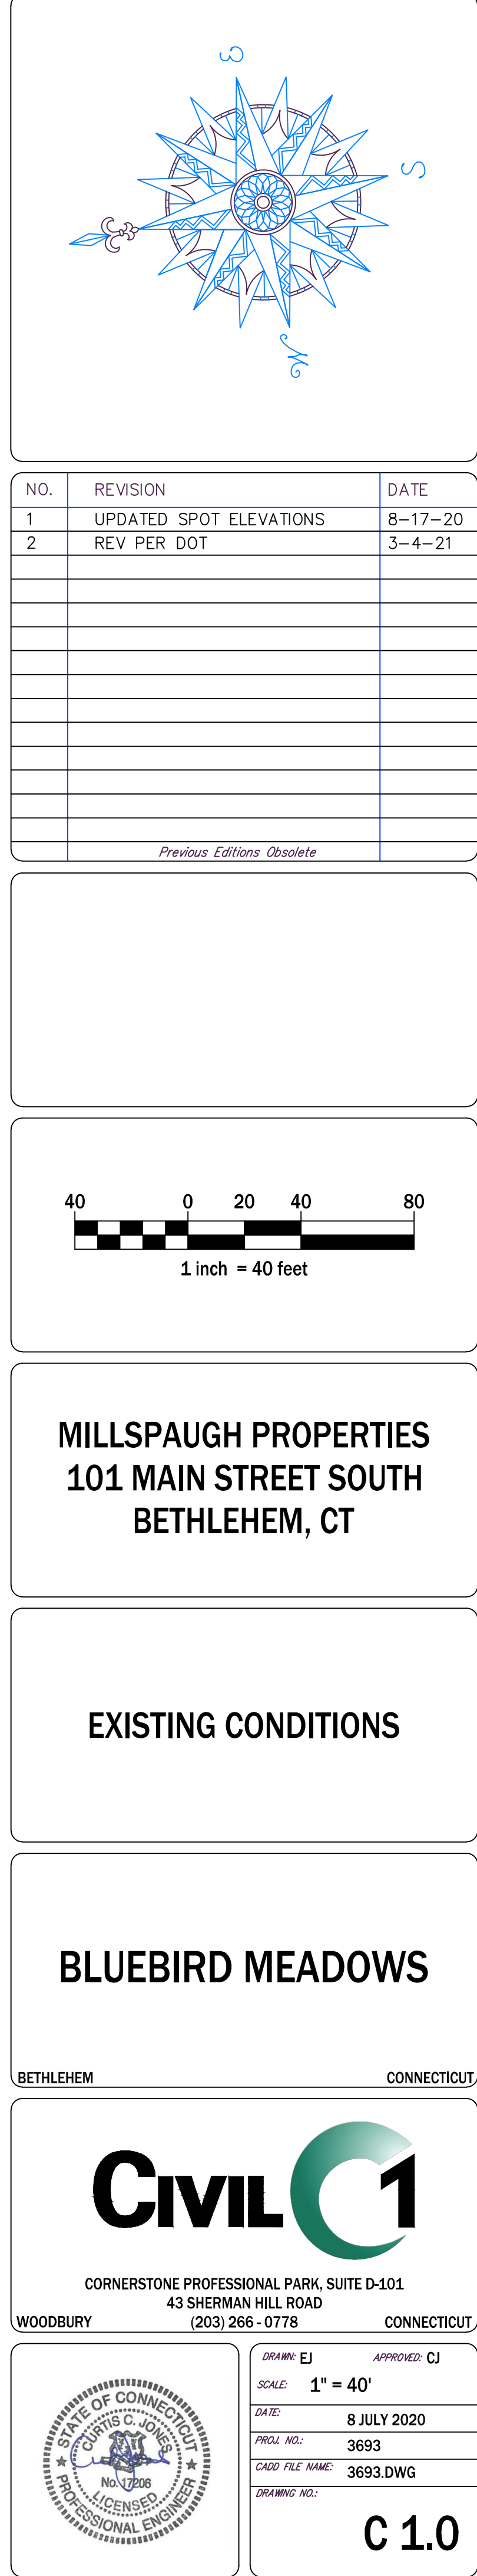 E
S
W
NO. REVISION DATE
1 UPDATED SPOT ELEVATIONS 8-17-20
2 REV PER DOT 3-4-21
Previous Editions Obsolete
40 0 20 40 80
1 inch = 40 feet
MILLSPAUGH PROPERTIES
101 MAIN STREET SOUTH
BETHLEHEM, CT
EXISTING CONDITIONS
BLUEBIRD MEADOWS
BETHLEHEM CONNECTICUT
CIVIL 1
CORNERSTONE PROFESSIONAL PARK, SUITE D-101
43 SHERMAN HILL ROAD
WOODBURY (203) 266 - 0778 CONNECTICUT
STATE OF CONNECTICUT
CURTIS C. JONES
No. 17206
LICENSED
PROFESSIONAL ENGINEER
DRAWN: EJ APPROVED: CJ
SCALE: 1" = 40'
DATE: 8 JULY 2020
PROJ. NO.: 3693
CADD FILE NAME: 3693.DWG
DRAWING NO.:
C 1.0